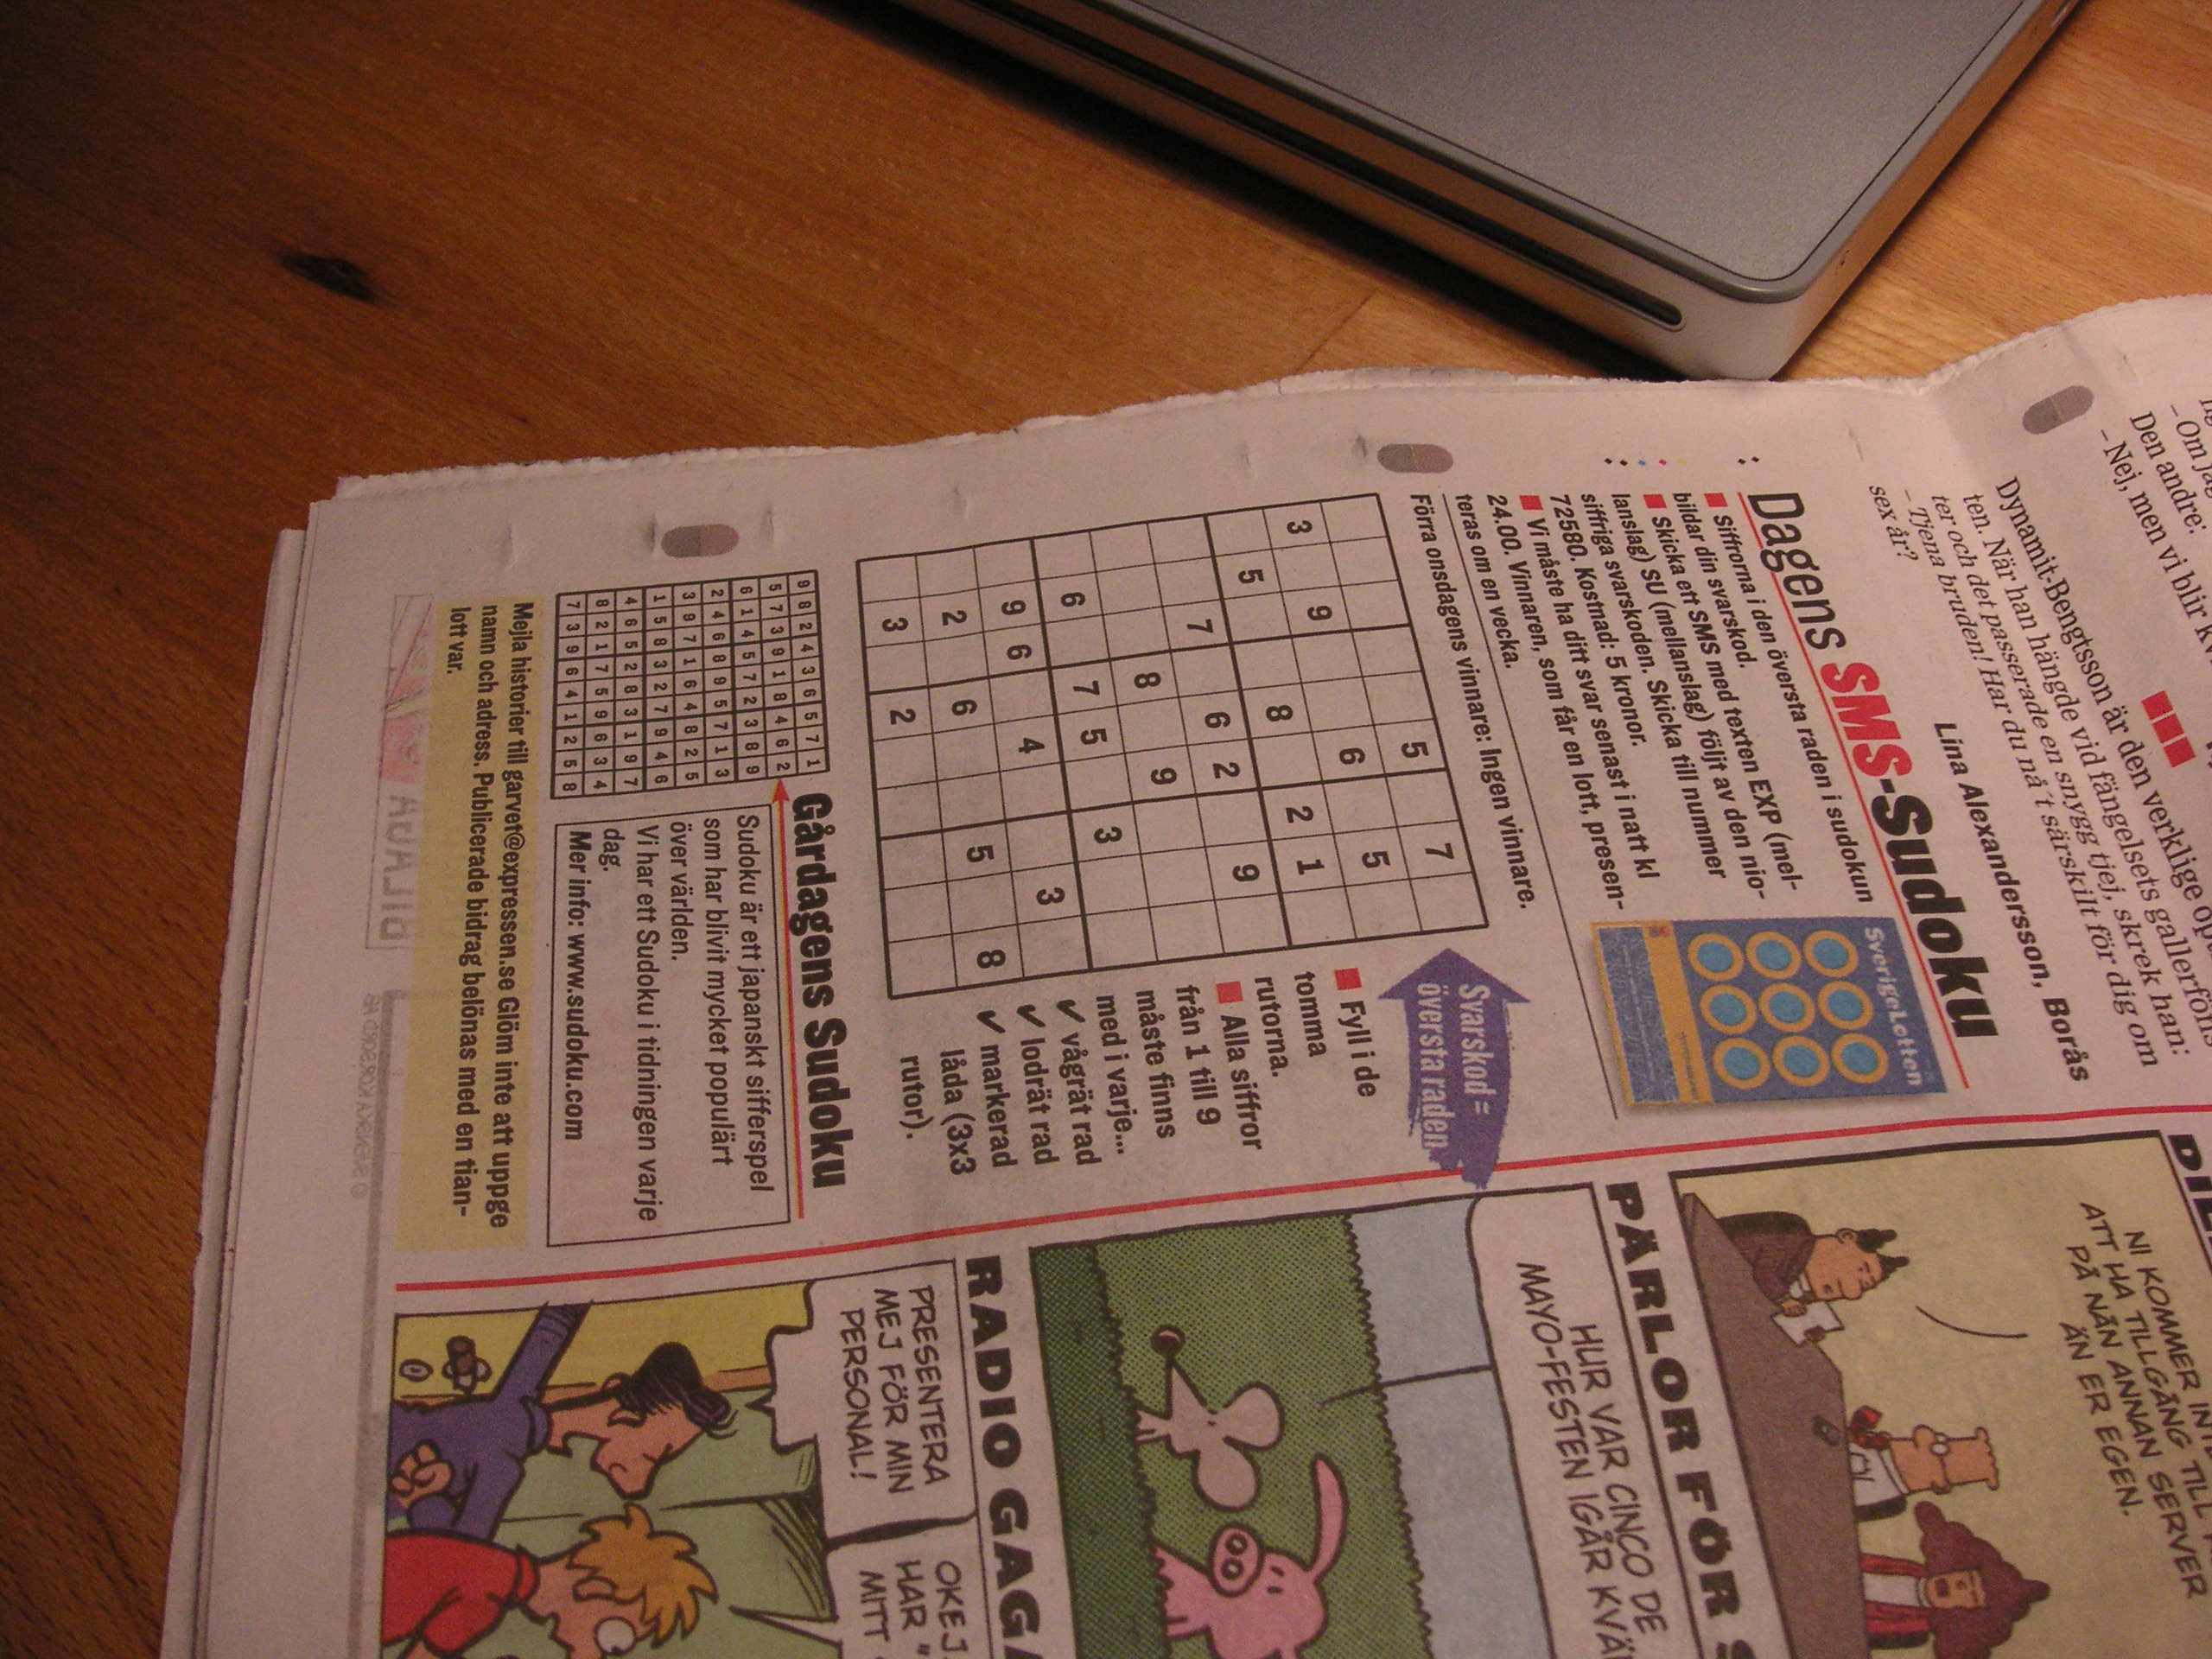 – Om ja
Den andre:
– Nej, men vi blir k
Dynamit-Bengtsson är den verklige op
ten. När han hängde vid fängelsets gallerföns
ter och det passerade en snygg tjej, skrek han:
– Tjena bruden! Har du nå´t särskilt för dig om
sex år?
Lina Alexandersson, Borås
Dagens SMS-Sudoku
Siffrorna i den översta raden i sudokun
bildar din svarskod.
Skicka ett SMS med texten EXP (mel-
lanslag) SU (mellanslag) följt av den nio-
siffriga svarskoden. Skicka till nummer
72580. Kostnad: 5 kronor.
Vi måste ha ditt svar senast i natt kl
24.00. Vinnaren, som får en lott, presen-
teras om en vecka.
Förra onsdagens vinnare: Ingen vinnare.
SverigeLotten
5 7
3 9 6 5
5 8 2 1
7 6 2 9
8 9
6 7 5 3
9 6 4 3
2 6 5 8
3 2
Svarskod =
översta raden
Fyll i de
tomma
rutorna.
Alla siffror
från 1 till 9
måste finns
med i varje...
✓ vågrät rad
✓ lodrät rad
✓ markerad
låda (3x3
rutor).
Gårdagens Sudoku
9 8 2 4 3 6 5 7 1
5 7 3 9 1 8 4 6 2
6 1 4 5 7 2 3 8 9
2 4 6 8 9 5 7 1 3
3 9 7 1 6 4 8 2 5
1 5 8 3 2 7 9 4 6
4 6 5 2 8 3 1 9 7
8 2 1 7 5 9 6 3 4
7 3 9 6 4 1 2 5 8
Sudoku är ett japanskt sifferspel
som har blivit mycket populärt
över världen.
Vi har ett Sudoku i tidningen varje
dag.
Mer info: www.sudoku.com
Mejla historier till garvet@expressen.se Glöm inte att uppge
namn och adress. Publicerade bidrag belönas med en tian-
lott var.
NI KOMMER INT
ATT HA TILLGÅNG TILL
PÅ NÅN ANNAN SERVER
ÄN ER EGEN.
PÄRLOR FÖR S
HUR VAR CINCO DE
MAYO-FESTEN IGÅR KVÄ
RADIO GAGA
PRESENTERA
MEJ FÖR MIN
PERSONAL!
OKEJ.
HAR "
MITT